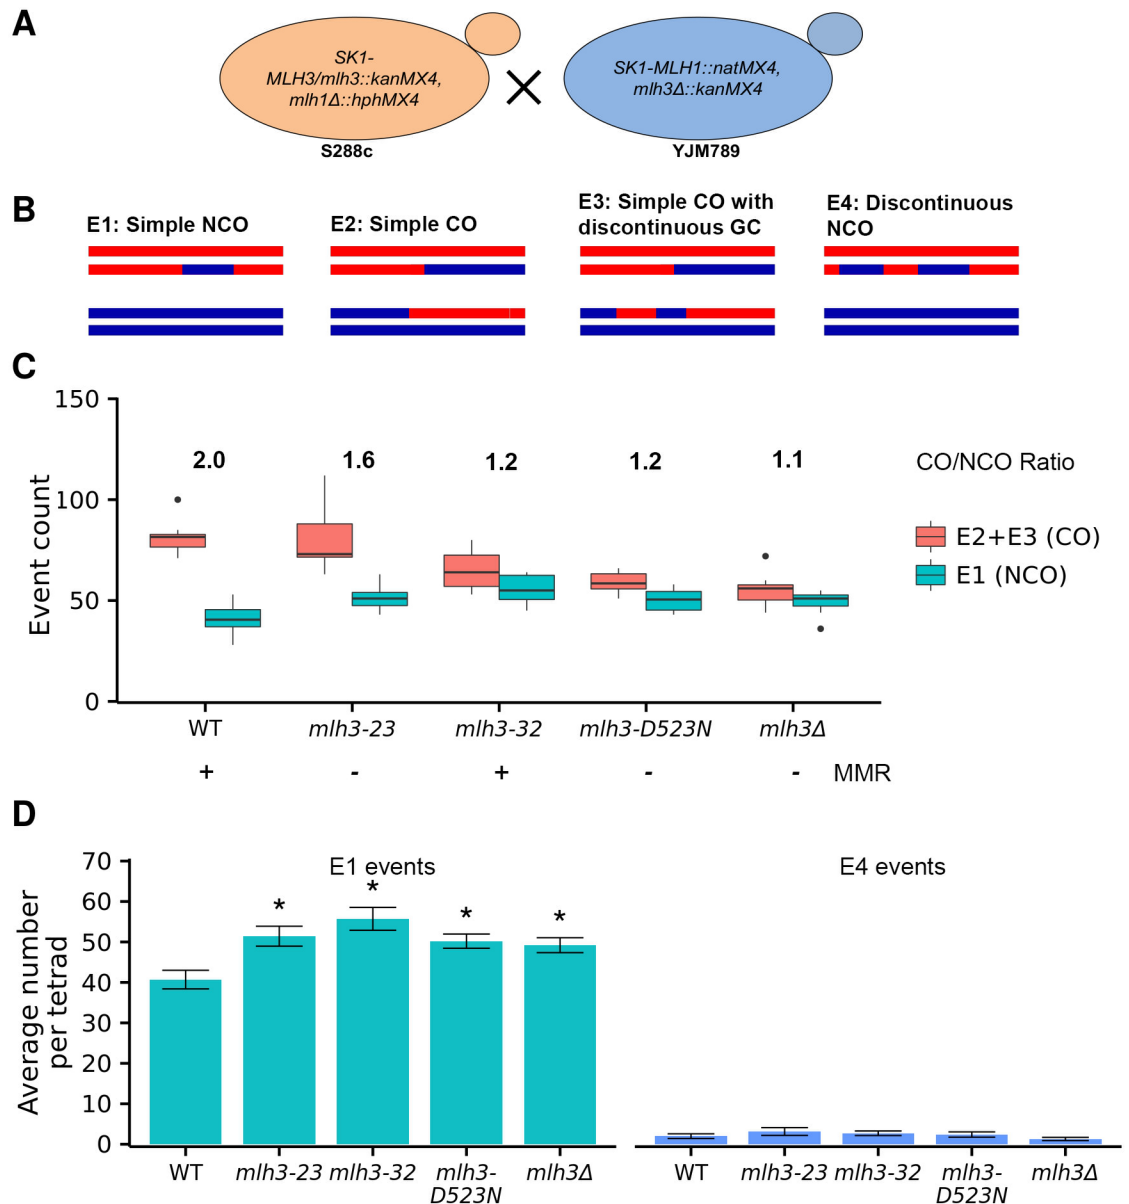 A
SK1-
MLH3/mlh3::kanMX4,
mlh1Δ::hphMX4
S288c
SK1-MLH1::natMX4,
mlh3Δ::kanMX4
YJM789
B
E1: Simple NCO
E2: Simple CO
E3: Simple CO with
discontinuous GC
E4: Discontinuous
NCO
C
Event count
150
100
50
0
2.0
1.6
1.2
1.2
1.1
CO/NCO Ratio
E2+E3 (CO)
E1 (NCO)
WT
mlh3-23
mlh3-32
mlh3-D523N
mlh3Δ
+
-
+
-
-
MMR
D
Average number
per tetrad
70
60
50
40
30
20
10
0
E1 events
*
*
*
*
WT
mlh3-23
mlh3-32
mlh3-
D523N
mlh3Δ
E4 events
WT
mlh3-23
mlh3-32
mlh3-
D523N
mlh3Δ